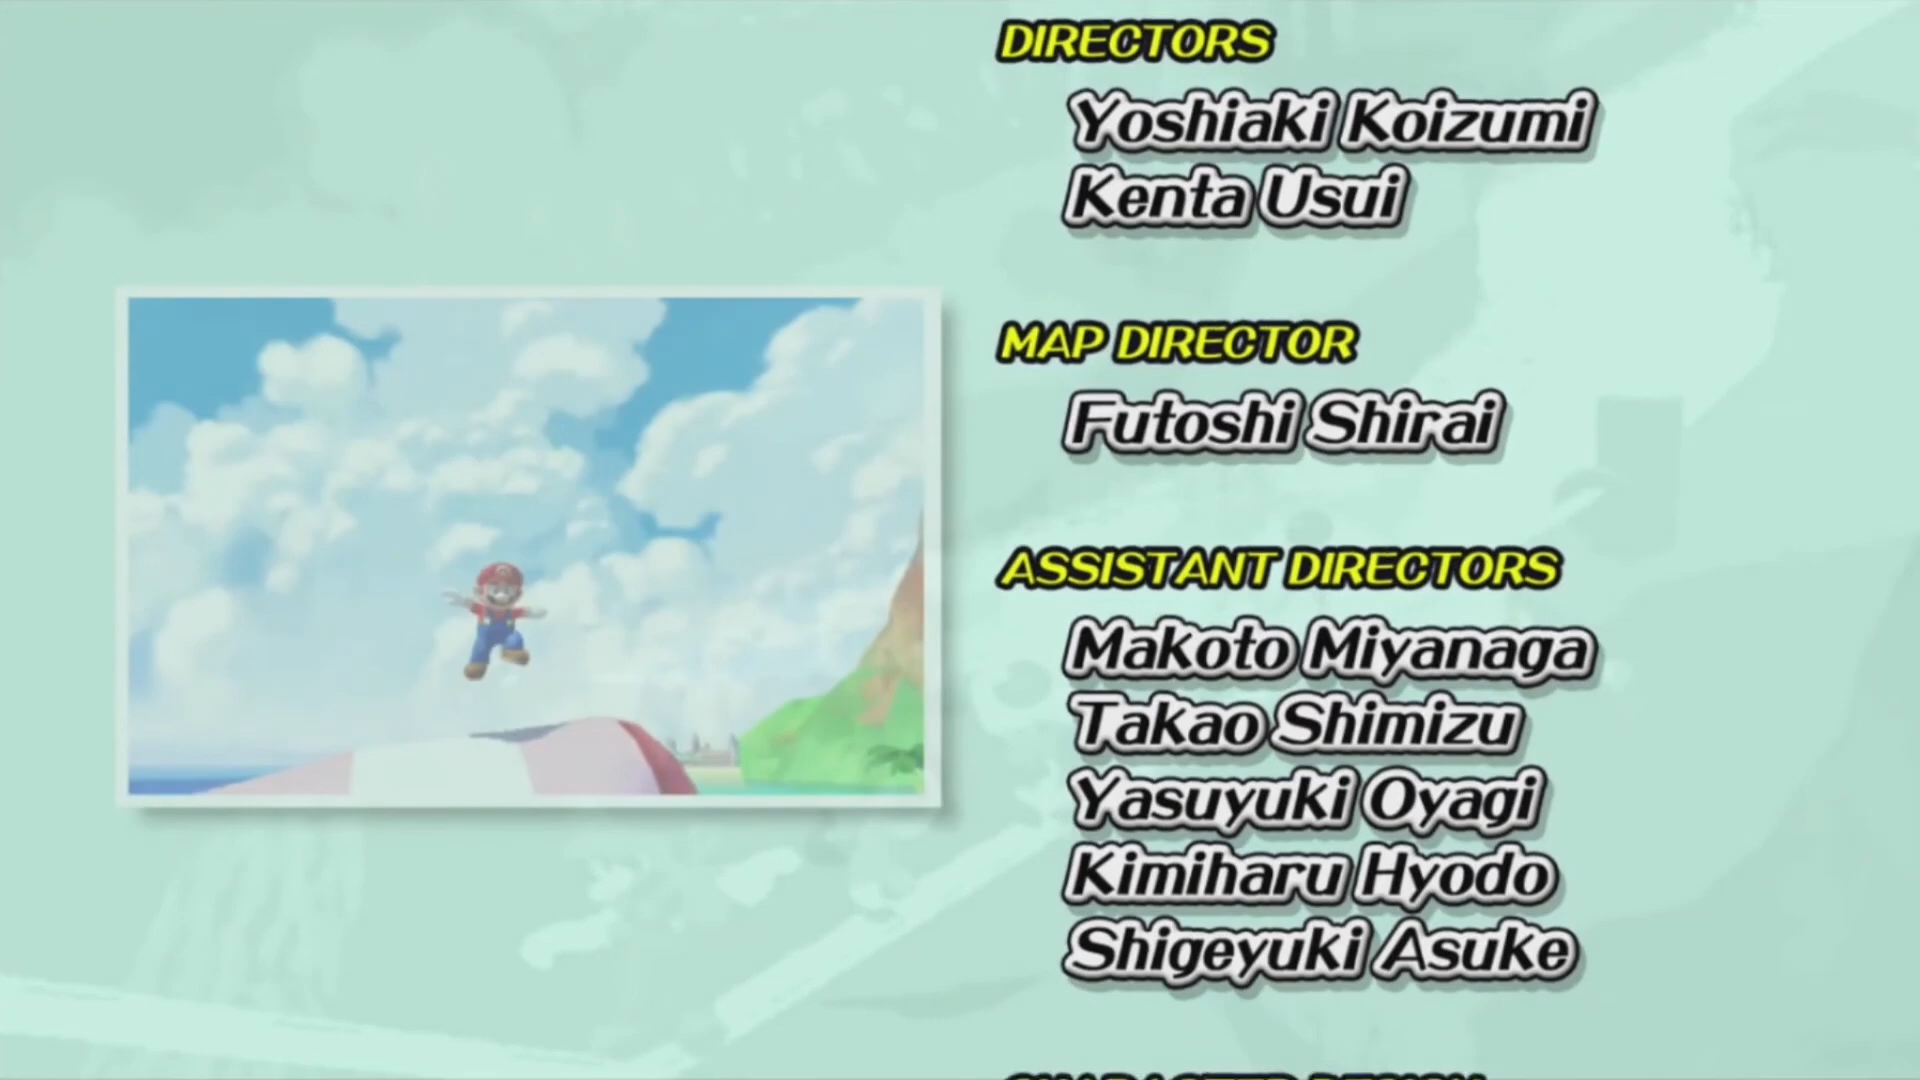 DIRECTORS
Yoshiaki Koizumi
Kenta Usui
MAP DIRECTOR
Futoshi Shirai
ASSISTANT DIRECTORS
Makoto Miyanaga
Takao Shimizu
Yasuyuki Oyagi
Kimiharu Hyodo
Shigeyuki Asuke